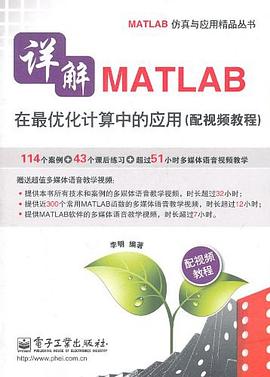 MATLAB 仿真与应用精品丛书
详解 MATLAB
在最优化计算中的应用(配视频教程)
114个案例+43个课后练习+超过51小时多媒体语音视频教学
赠送超值多媒体语音教学视频:
• 提供本书所有技术和案例的多媒体语音教学视频,时长超过32小时;
• 提供近300个常用MATLAB函数的多媒体语音教学视频,时长超过12小时;
• 提供MATLAB软件的多媒体语音教学视频,时长超过7小时。
李明 编著
配视频
教程
电子工业出版社
www.phei.com.cn